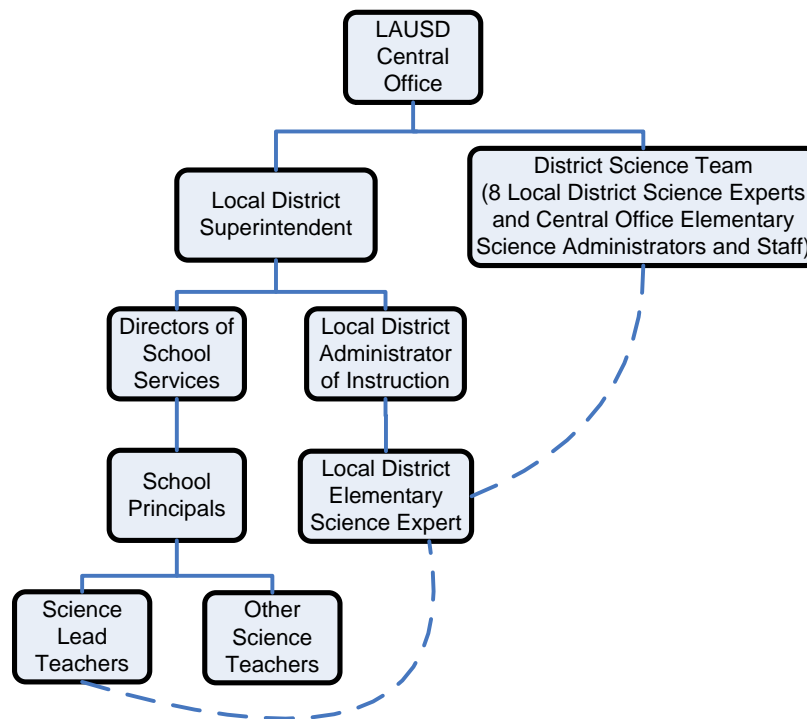 LAUSD
Central
Office
Local District
Superintendent
District Science Team
(8 Local District Science Experts
and Central Office Elementary
Science Administrators and Staff)
Directors of
School
Services
Local District
Administrator
of Instruction
School
Principals
Local District
Elementary
Science Expert
Science
Lead
Teachers
Other
Science
Teachers